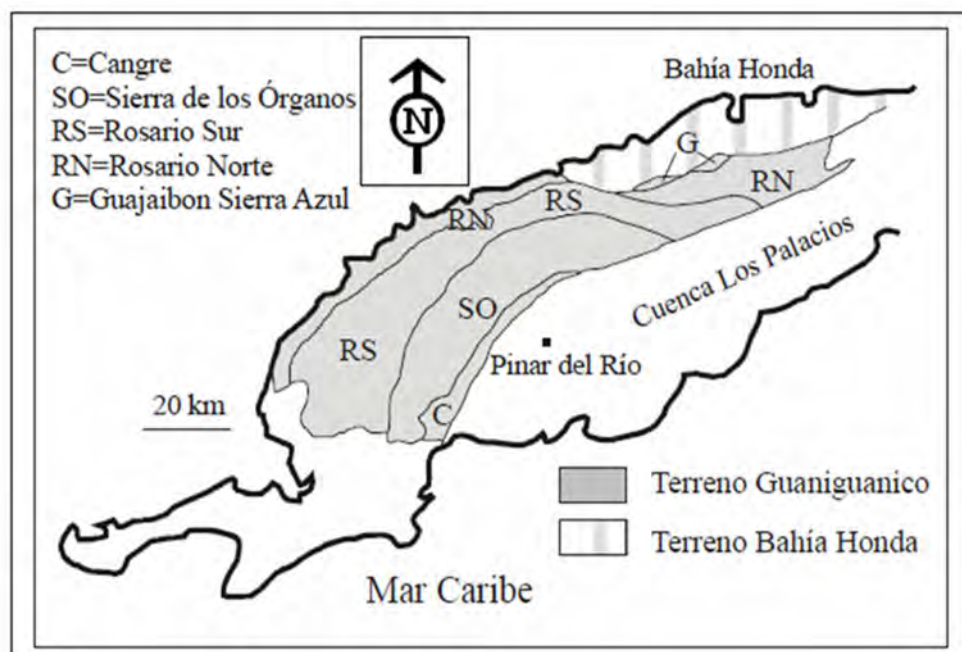 C=Cangre
SO=Sierra de los Órganos
RS=Rosario Sur
RN=Rosario Norte
G=Guajaibon Sierra Azul
N
Bahía Honda
G
RN
RS
RN
Cuenca Los Palacios
SO
RS
Pinar del Río
20 km
C
Terreno Guaniguanico
Terreno Bahía Honda
Mar Caribe